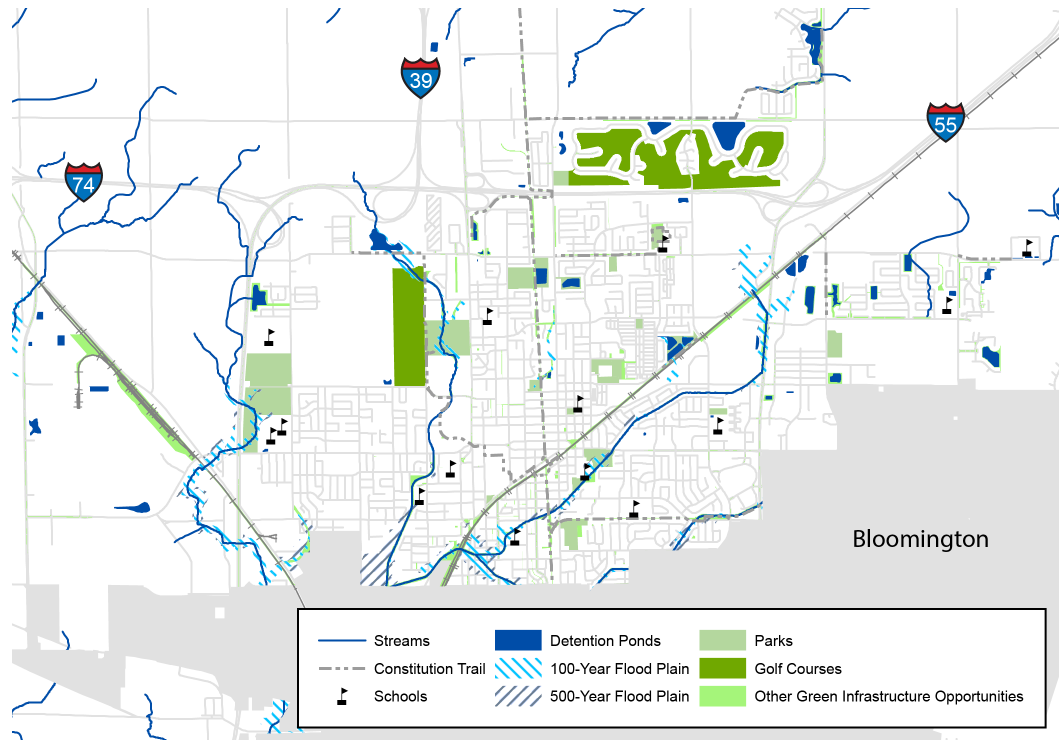 39
55
74
Bloomington
Streams
Detention Ponds
Parks
Constitution Trail
100-Year Flood Plain
Golf Courses
Schools
500-Year Flood Plain
Other Green Infrastructure Opportunities